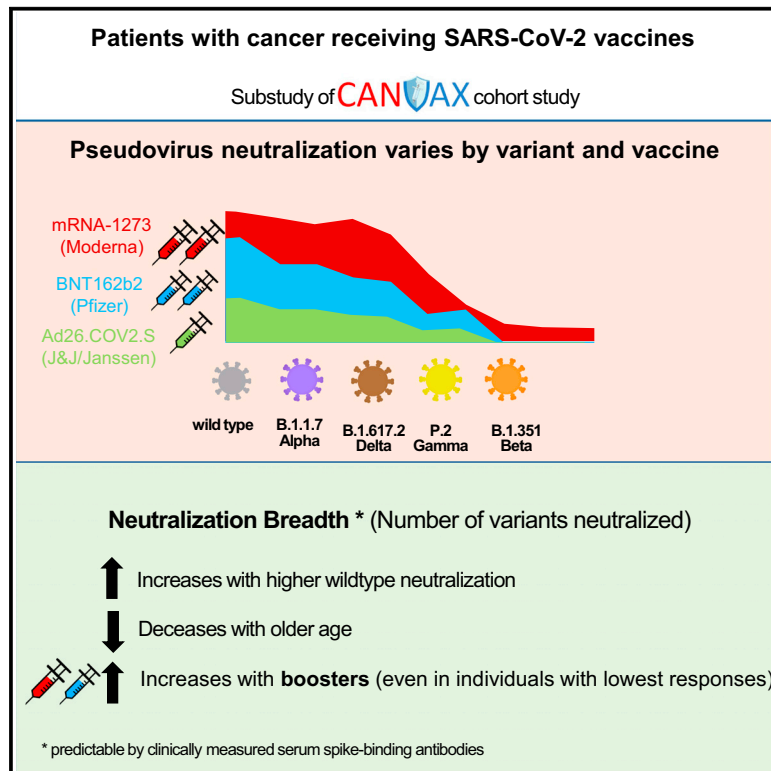 Patients with cancer receiving SARS-CoV-2 vaccines
Substudy of CANVAX cohort study
Pseudovirus neutralization varies by variant and vaccine
mRNA-1273
(Moderna)
BNT162b2
(Pfizer)
Ad26.COV2.S
(J&J/Janssen)
wild type
B.1.1.7
Alpha
B.1.617.2
Delta
P.2
Gamma
B.1.351
Beta
Neutralization Breadth * (Number of variants neutralized)
Increases with higher wildtype neutralization
Deceases with older age
Increases with boosters (even in individuals with lowest responses)
* predictable by clinically measured serum spike-binding antibodies